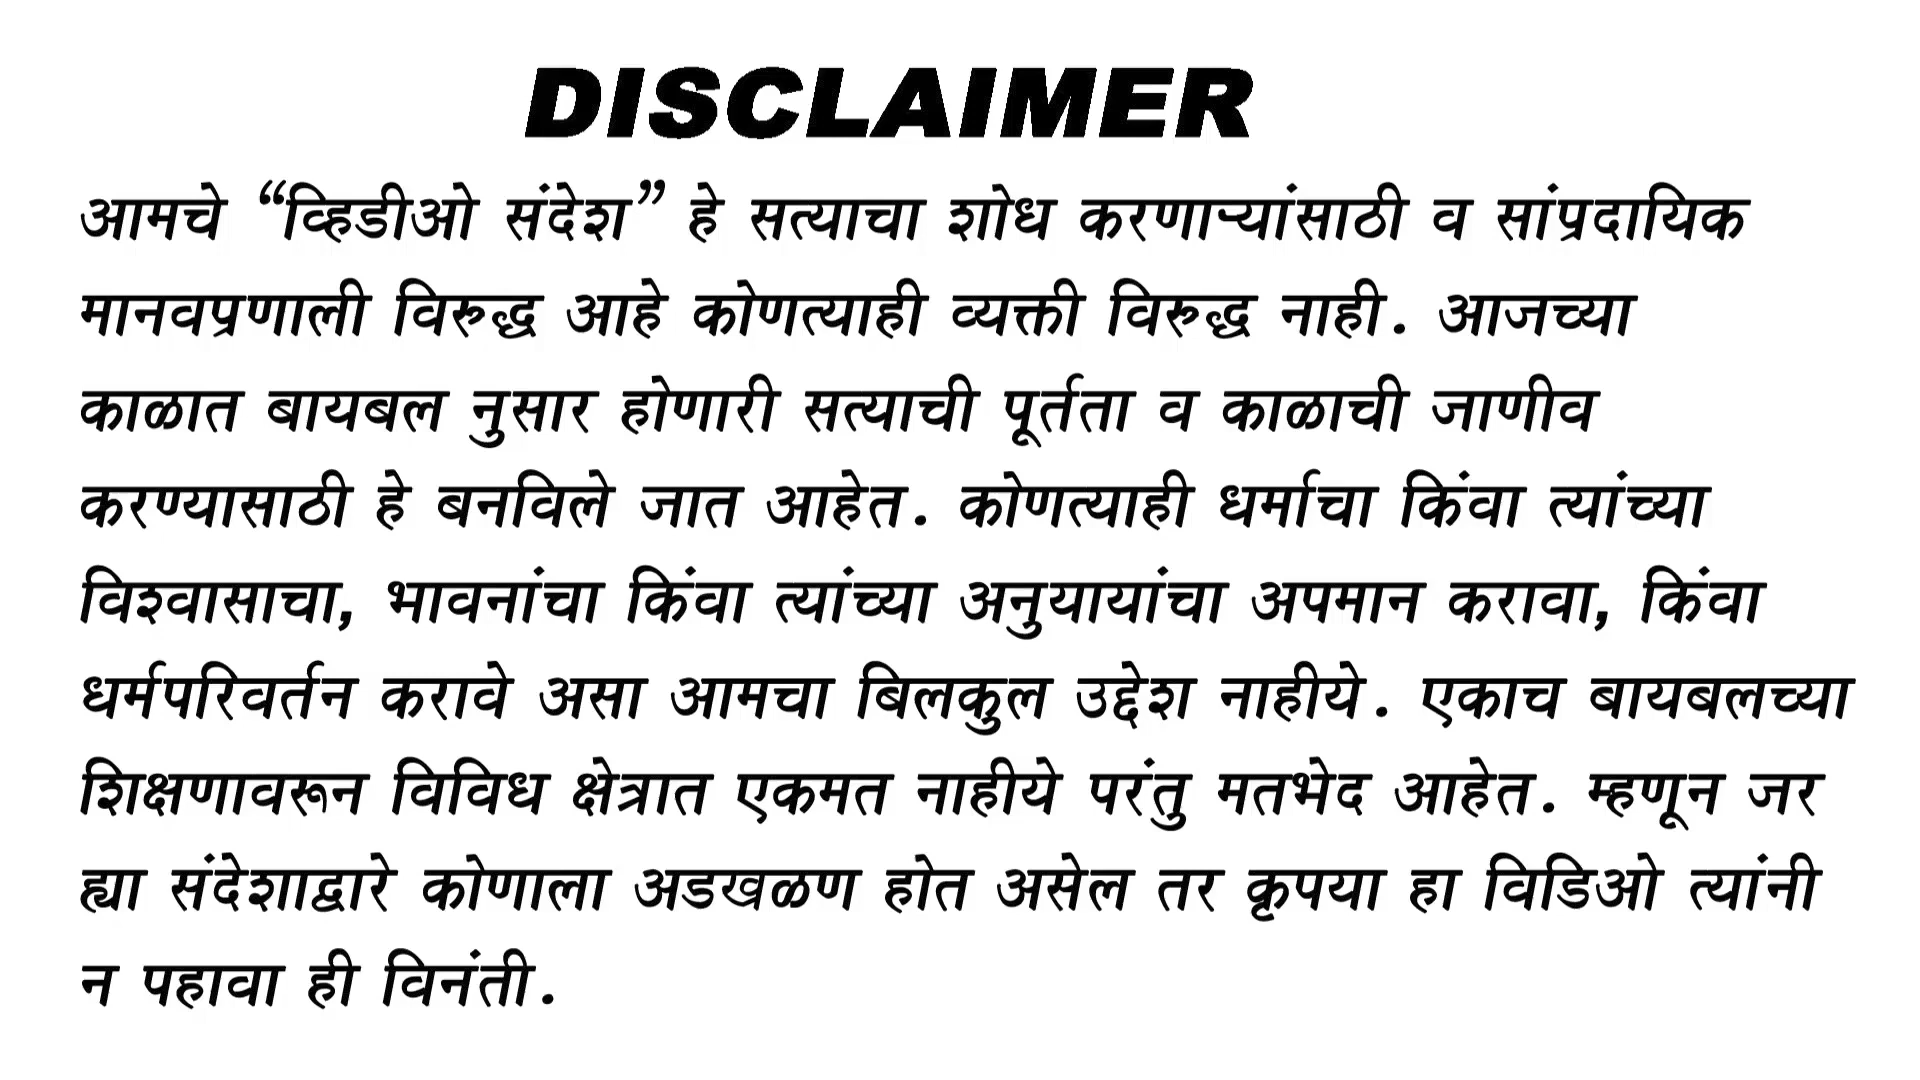 DISCLAIMER
आमचे “व्हिडीओ संदेश” हे सत्याचा शोध करणाऱ्यांसाठी व सांप्रदायिक
मानवप्रणाली विरूद्ध आहे कोणत्याही व्यक्ती विरूद्ध नाही. आजच्या
काळात बायबल नुसार होणारी सत्याची पूर्तता व काळाची जाणीव
करण्यासाठी हे बनविले जात आहेत. कोणत्याही धर्माचा किंवा त्यांच्या
विश्वासाचा, भावनांचा किंवा त्यांच्या अनुयायांचा अपमान करावा, किंवा
धर्मपरिवर्तन करावे असा आमचा बिलकुल उद्देश नाहीये. एकाच बायबलच्या
शिक्षणावरून विविध क्षेत्रात एकमत नाहीये परंतु मतभेद आहेत. म्हणून जर
ह्या संदेशाद्वारे कोणाला अडखळण होत असेल तर कृपया हा विडिओ त्यांनी
न पहावा ही विनंती.